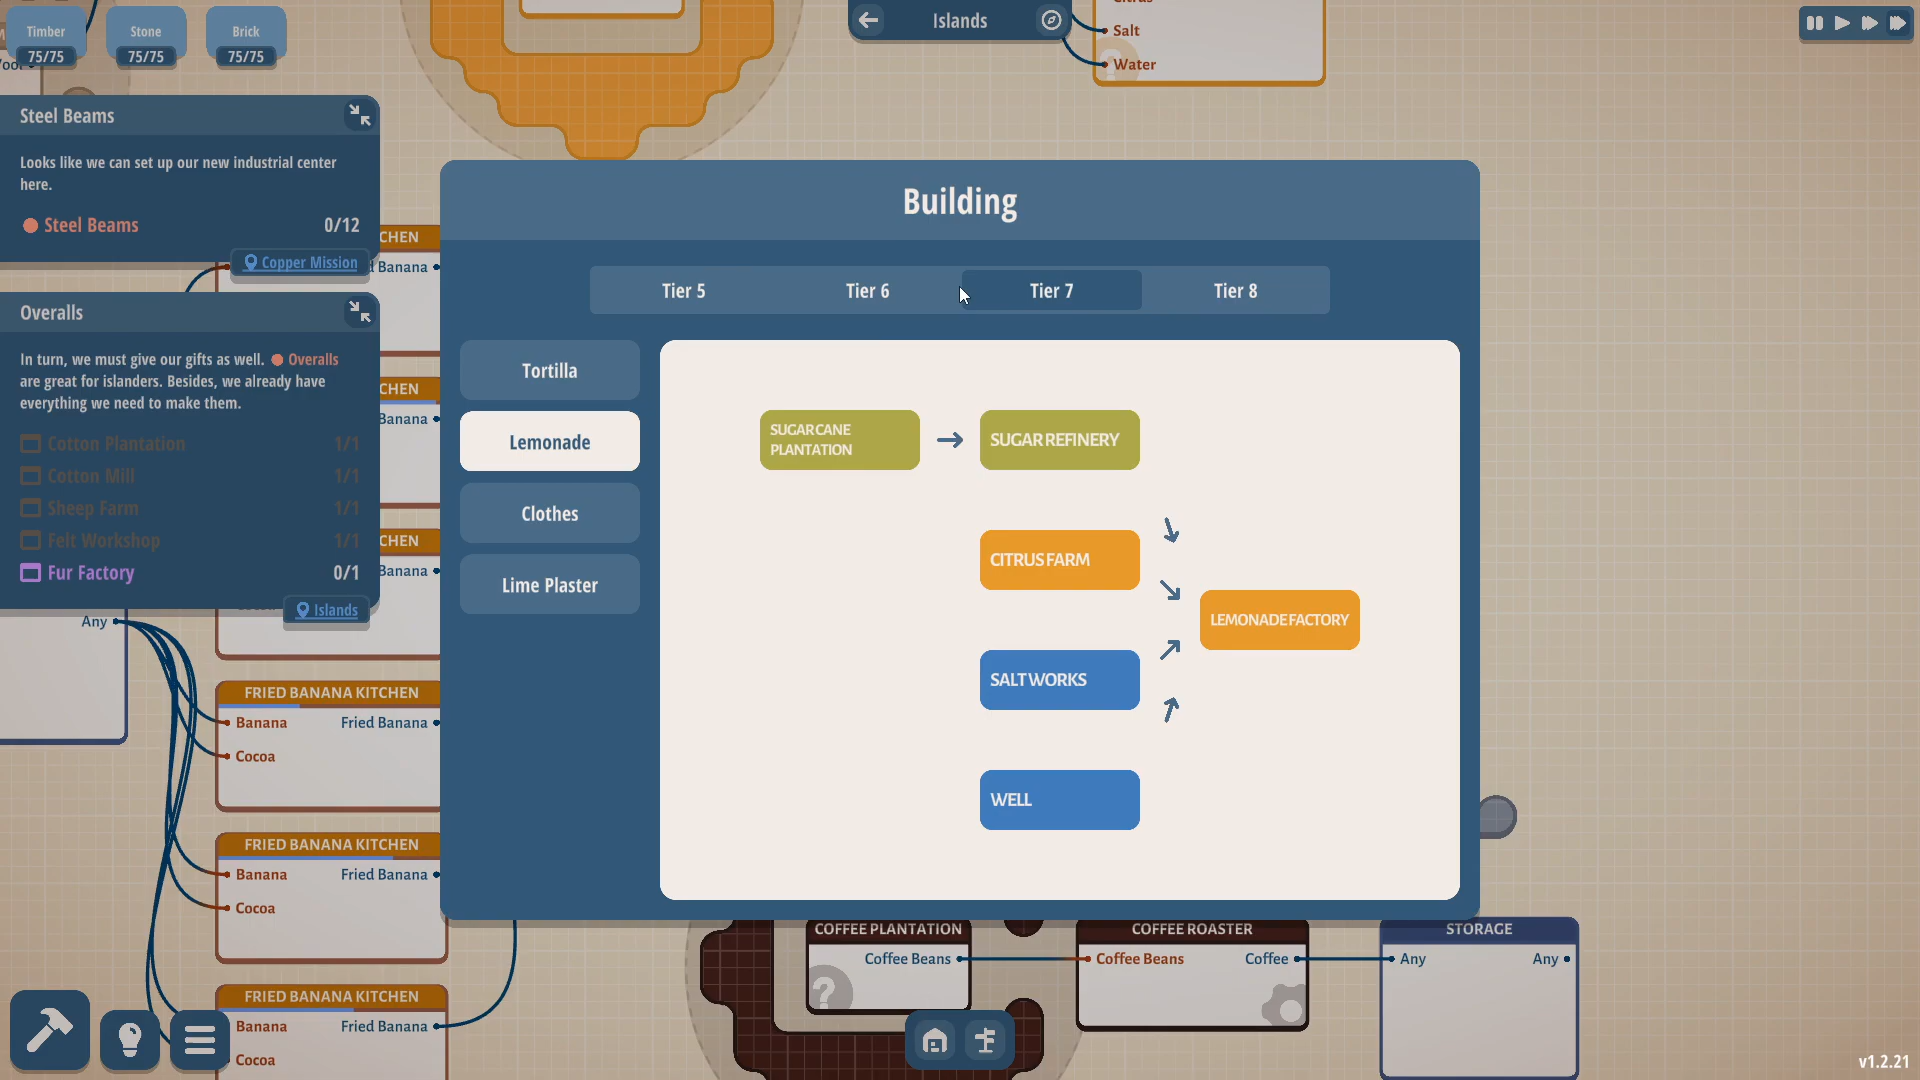 Timber
75/75
Stone
75/75
Brick
75/75
Islands
Salt
Water
Steel Beams
Looks like we can set up our new industrial center
here.
Steel Beams 0/12
Copper Mission
Overalls
In turn, we must give our gifts as well. Overalls
are great for islanders. Besides, we already have
everything we need to make them.
Cotton Plantation 1/1
Cotton Mill 1/1
Sheep Farm 1/1
Felt Workshop 1/1
Fur Factory 0/1
Islands
Any
CHEN
Banana
CHEN
Banana
CHEN
Banana
FRIED BANANA KITCHEN
Banana Fried Banana
Cocoa
FRIED BANANA KITCHEN
Banana Fried Banana
Cocoa
FRIED BANANA KITCHEN
Banana Fried Banana
Cocoa
Building
Tier 5
Tier 6
Tier 7
Tier 8
Tortilla
Lemonade
Clothes
Lime Plaster
SUGAR CANE
PLANTATION
SUGAR REFINERY
CITRUS FARM
LEMONADE FACTORY
SALT WORKS
WELL
COFFEE PLANTATION
Coffee Beans
COFFEE ROASTER
Coffee Beans Coffee
STORAGE
Any Any
v1.2.21